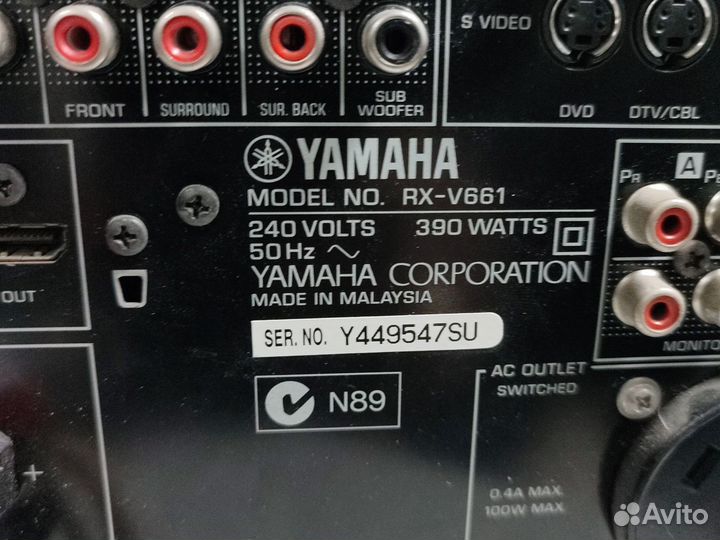 S VIDEO
FRONT SURROUND SUR. BACK SUB WOOFER DVD DTV/CBL
YAMAHA
MODEL NO. RX-V661
240 VOLTS 390 WATTS
50 Hz ~
YAMAHA CORPORATION
MADE IN MALAYSIA
SER. NO. Y449547SU
N89
OUT
+
PR A
MONITO
AC OUTLET
SWITCHED
0.4A MAX.
100W MAX
Avito